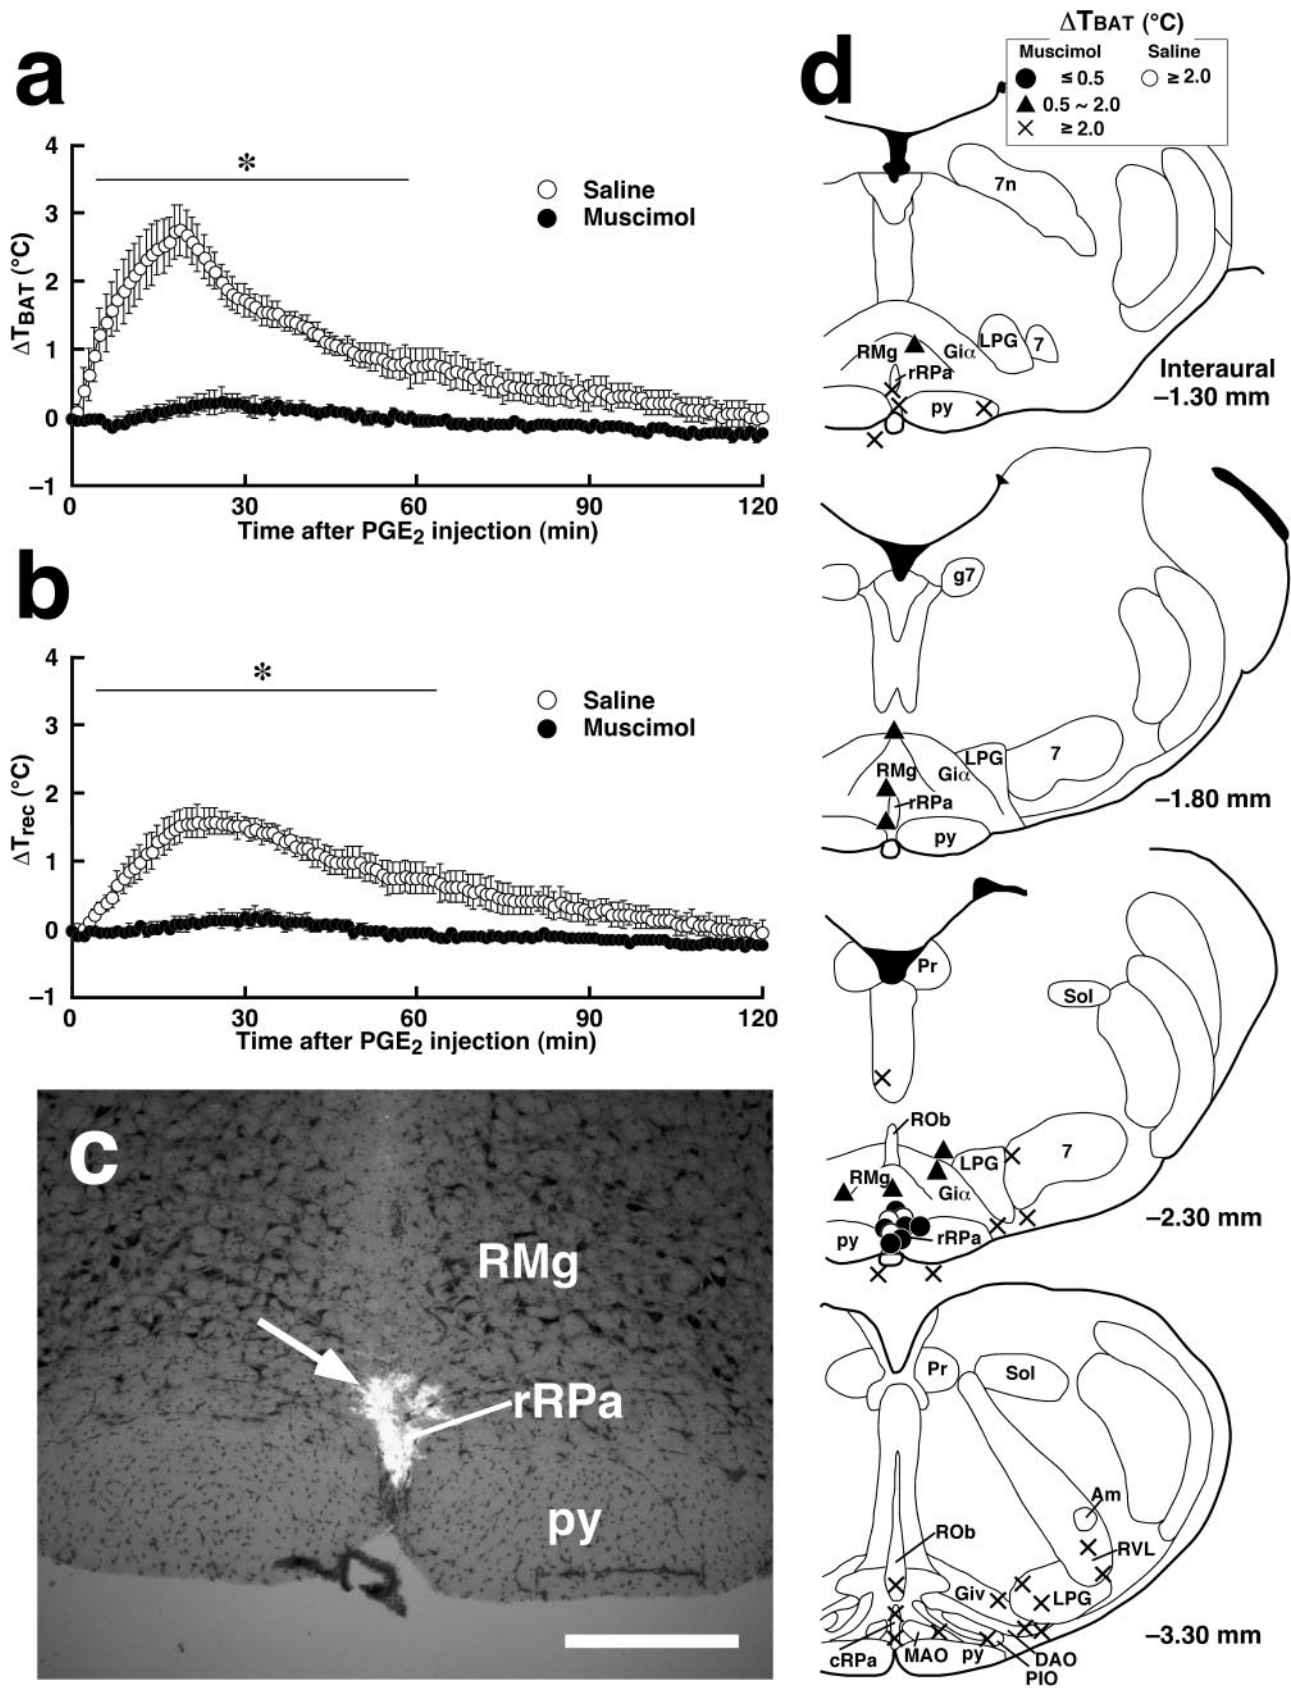 a
4
3
2
1
0
−1
ΔTBAT (°C)
*
Saline
Muscimol
0 30 60 90 120
Time after PGE2 injection (min)
b
4
3
2
1
0
−1
ΔTrec (°C)
*
Saline
Muscimol
0 30 60 90 120
Time after PGE2 injection (min)
c
RMg
rRPa
py
d
ΔTBAT (°C)
Muscimol Saline
≤ 0.5 ≥ 2.0
0.5 ~ 2.0
≥ 2.0
7n
RMg Giα LPG 7
rRPa
py
Interaural
−1.30 mm
g7
RMg Giα LPG 7
rRPa
py
−1.80 mm
Pr
Sol
ROb
RMg Giα LPG 7
py rRPa
−2.30 mm
Pr Sol
Am
ROb RVL
Giv LPG
cRPa MAO py DAO
PIO
−3.30 mm